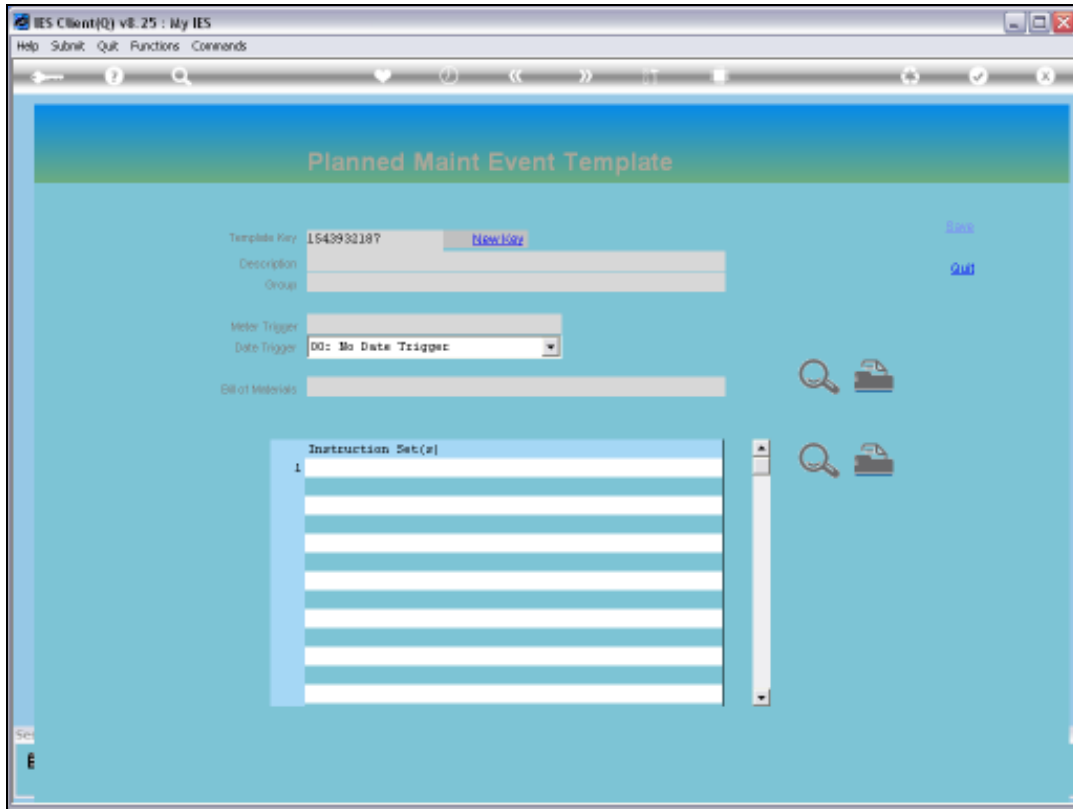 IES Client(Q) v8.25 : My IES
Help Submit Quit Functions Commands
Planned Maint Event Template
Template Key 1543932187 New Key Save
Description Quit
Group
Meter Trigger
Date Trigger D0: No Date Trigger
Bill of Materials
Instruction Set(s)
1